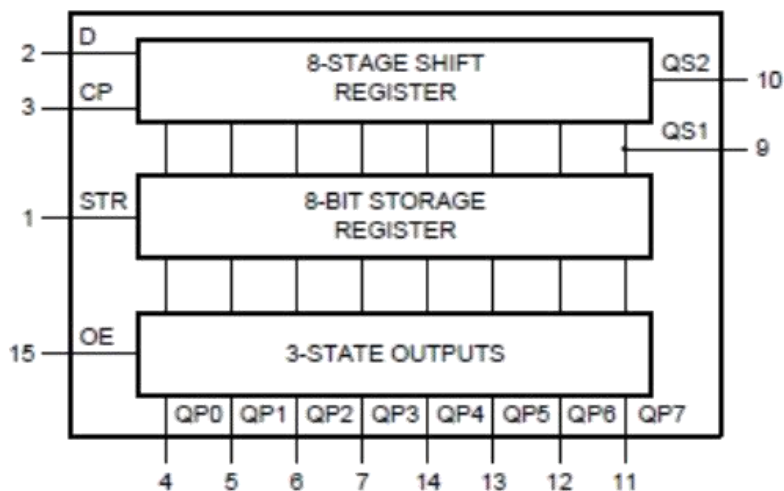 D
2
8-STAGE SHIFT
REGISTER
QS2
10
CP
3
QS1
9
STR
1
8-BIT STORAGE
REGISTER
OE
15
3-STATE OUTPUTS
QP0 QP1 QP2 QP3 QP4 QP5 QP6 QP7
4 5 6 7 14 13 12 11